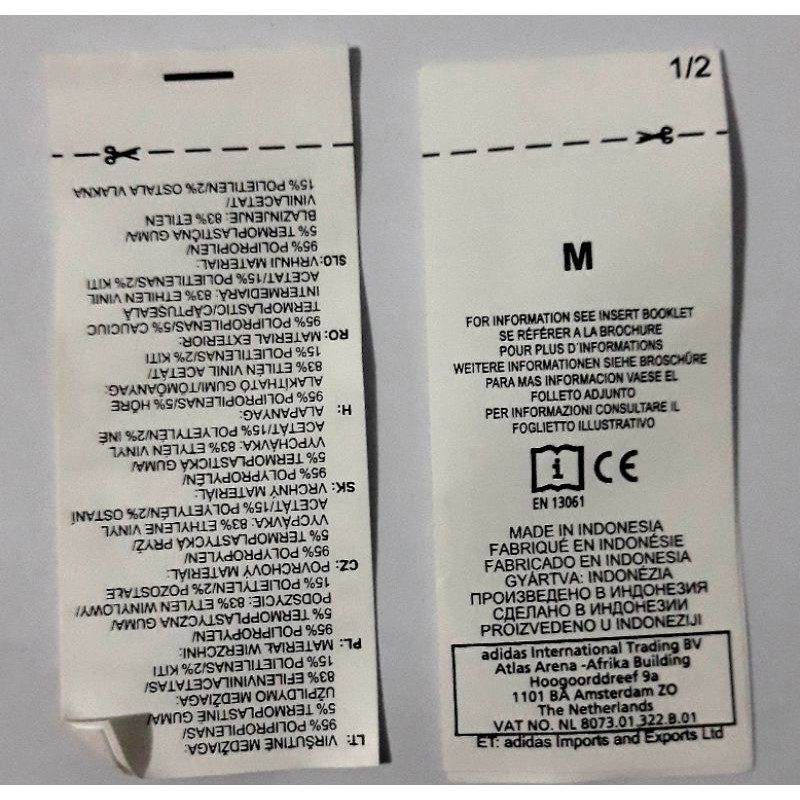 LT: VIRŠUTINĖ MEDŽIAGA:
95% POLIPROPILENAS/
5% TERMOPLASTINĖ GUMA/
UŽPILDYMO MEDŽIAGA:
83% EFILENVINILACETATAS/
15% POLIETILENAS/2% KITI
PL: MATERIAŁ WIERZCHNI:
95% POLIPROPYLEN/
5% TERMOPLASTYCZNA GUMA/
PODSZYCIE: 83% ETYLEN WINYLOWY/
15% POLIETYLEN/2% POZOSTAŁE
CZ: POVRCHOVÝ MATERIÁL:
95% POLYPROPYLEN/
5% TERMOPLASTYCKÁ PRYŽ/
VYCPÁVKA: 83% ETHYLENE VINYL
ACETÁT/15% POLYETYLEN/2% OSTANÍ
SK: VRCHNÝ MATERIÁL:
95% POLYPROPYLÉN/
5% TERMOPLASTICKÁ GUMA/
VYPCHÁVKA: 83% ETYLÉN VINYL
ACETÁT/15% POLYETYLÉN/2% INÉ
H: ALAPANYAG:
95% POLIPROPILENAS/5% HŐRE
ALAKÍTHATÓ GUMI/TÖMŐANYAG:
83% ETILÉN VINIL ACETÁT/
15% POLIETILENAS/2% KITI
RO: MATERIAL EXTERIOR:
95% POLIPROPILENAS/5% CAUCIUC
TERMOPLASTIC/CĂPTUSEALĂ
INTERMEDIARĂ: 83% ETHILEN VINIL
ACETAT/15% POLIETILENAS/2% KITI
SLO: VRHNJI MATERIAL:
95% POLIPROPILEN/
5% TERMOPLASTIČNA GUMA/
BLAZINJENJE: 83% ETILEN
VINILACETAT/
15% POLIETILEN/2% OSTALA VLAKNA
1/2
M
FOR INFORMATION SEE INSERT BOOKLET
SE RÉFÉRER A LA BROCHURE
POUR PLUS D'INFORMATIONS
WEITERE INFORMATIONEN SIEHE BROSCHŰRE
PARA MAS INFORMACION VAESE EL
FOLLETO ADJUNTO
PER INFORMAZIONI CONSULTARE IL
FOGLIETTO ILLUSTRATIVO
i CE
EN 13061
MADE IN INDONESIA
FABRIQUÉ EN INDONÉSIE
FABRICADO EN INDONESIA
GYÁRTVA: INDONÉZIA
ПРОИЗВЕДЕНО В ИНДОНЕЗИЯ
СДЕЛАНО В ИНДОНЕЗИИ
PROIZVEDENO U INDONEZIJI
adidas International Trading BV
Atlas Arena -Afrika Building
Hoogoorddreef 9a
1101 BA Amsterdam ZO
The Netherlands
VAT NO. NL 8073.01.322.B.01
ET: adidas Imports and Exports Ltd